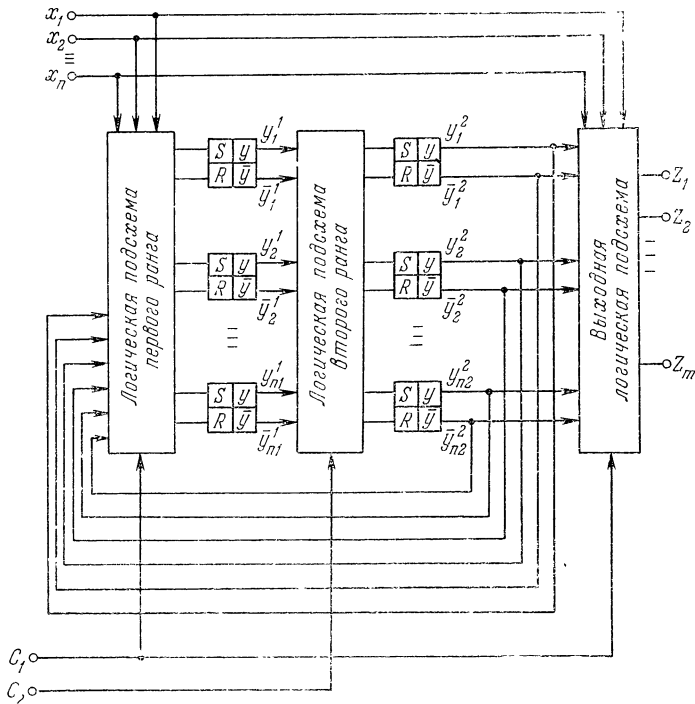 x₁
x₂
xₙ
Логическая подсхема первого ранга
S y
R ȳ
y₁¹
ȳ₁¹
S y
R ȳ
y₂¹
ȳ₂¹
S y
R ȳ
yₙ₁¹
ȳₙ₁¹
Логическая подсхема второго ранга
S y
R ȳ
y₁²
ȳ₁²
S y
R ȳ
y₂²
ȳ₂²
S y
R ȳ
yₙ₂²
ȳₙ₂²
Выходная логическая подсхема
Z₁
Z₂
Zₘ
C₁
C₂